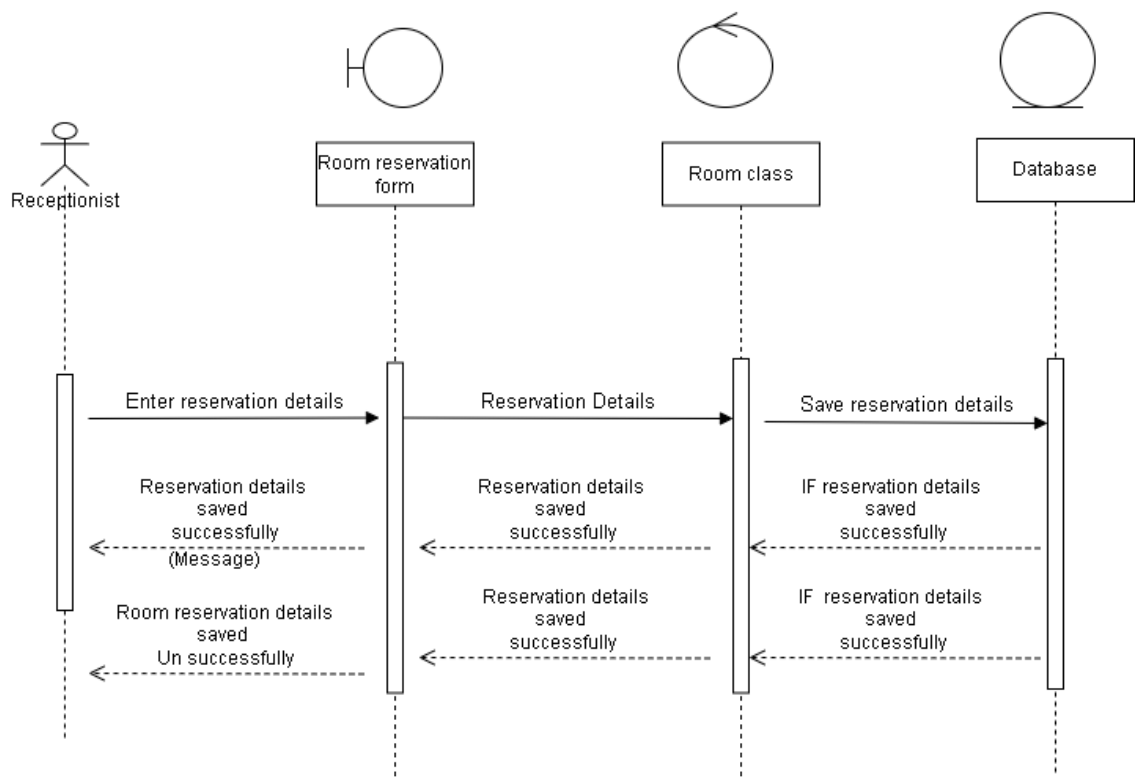 Receptionist
Room reservation
form
Room class
Database
Enter reservation details
Reservation Details
Save reservation details
Reservation details
saved
successfully
(Message)
Reservation details
saved
successfully
IF reservation details
saved
successfully
Room reservation details
saved
Un successfully
Reservation details
saved
successfully
IF reservation details
saved
successfully